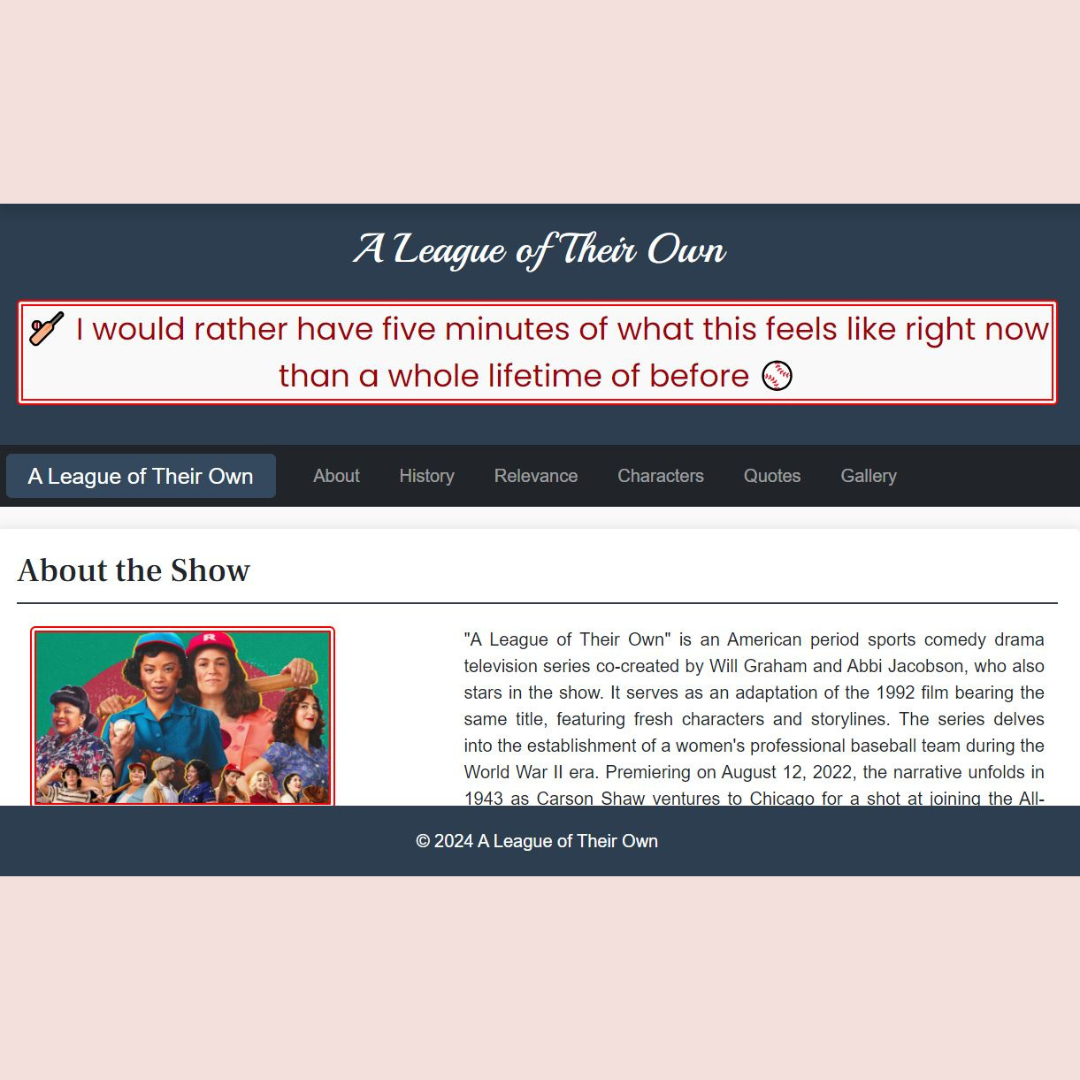 A League of Their Own
I would rather have five minutes of what this feels like right now
than a whole lifetime of before
A League of Their Own
About
History
Relevance
Characters
Quotes
Gallery
About the Show
R
"A League of Their Own" is an American period sports comedy drama
television series co-created by Will Graham and Abbi Jacobson, who also
stars in the show. It serves as an adaptation of the 1992 film bearing the
same title, featuring fresh characters and storylines. The series delves
into the establishment of a women's professional baseball team during the
World War II era. Premiering on August 12, 2022, the narrative unfolds in
1943 as Carson Shaw ventures to Chicago for a shot at joining the All-
© 2024 A League of Their Own